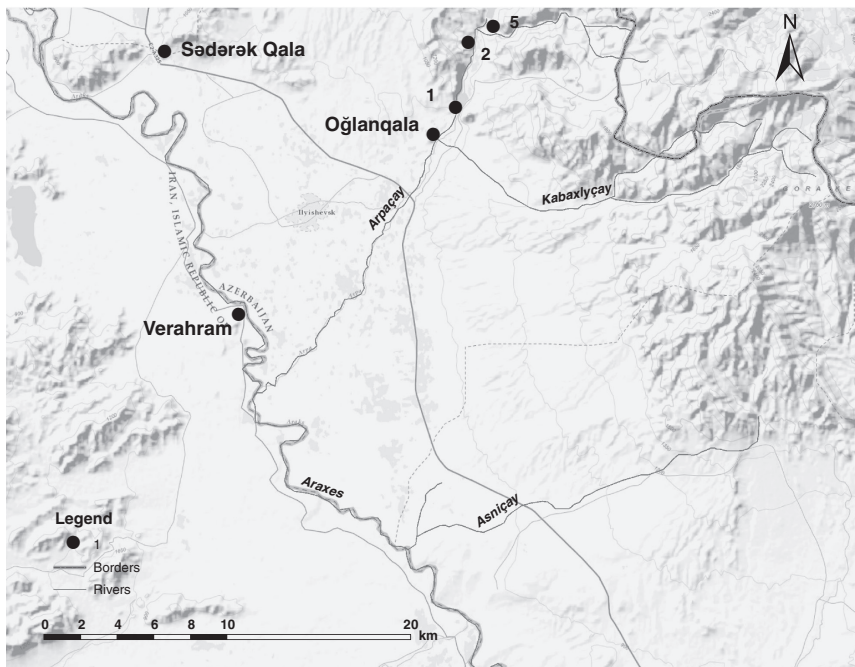 N
5
Sədərək Qala
2
1
Oğlanqala
Kabaxlyçay
Arpaçay
Ilyishevsk
IRAN, ISLAMIC REPUBLIC O
AZERBAIJAN
Verahram
Araxes
Asniçay
Legend
1
Borders
Rivers
0 2 4 6 8 10 20
km